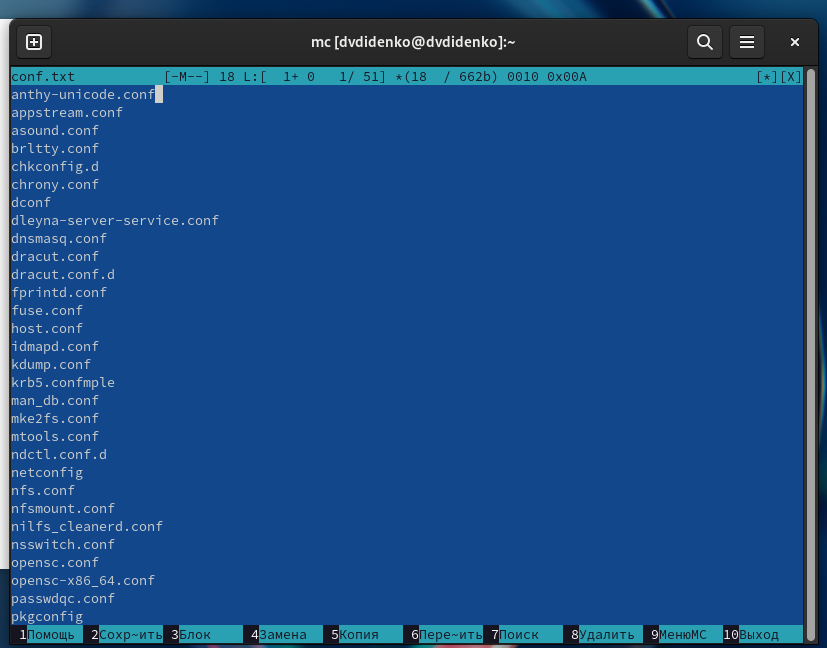 mc [dvdidenko@dvdidenko]:~
conf.txt [-M--] 18 L:[ 1+ 0 1/ 51] *(18 / 662b) 0010 0x00A [*][X]
anthy-unicode.conf
appstream.conf
asound.conf
brltty.conf
chkconfig.d
chrony.conf
dconf
dleyna-server-service.conf
dnsmasq.conf
dracut.conf
dracut.conf.d
fprintd.conf
fuse.conf
host.conf
idmapd.conf
kdump.conf
krb5.confmple
man_db.conf
mke2fs.conf
mtools.conf
ndctl.conf.d
netconfig
nfs.conf
nfsmount.conf
nilfs_cleanerd.conf
nsswitch.conf
opensc.conf
opensc-x86_64.conf
passwdqc.conf
pkgconfig
1Помощь 2Сохр~ить 3Блок 4Замена 5Копия 6Пере~ить 7Поиск 8Удалить 9МенюMC 10Выход